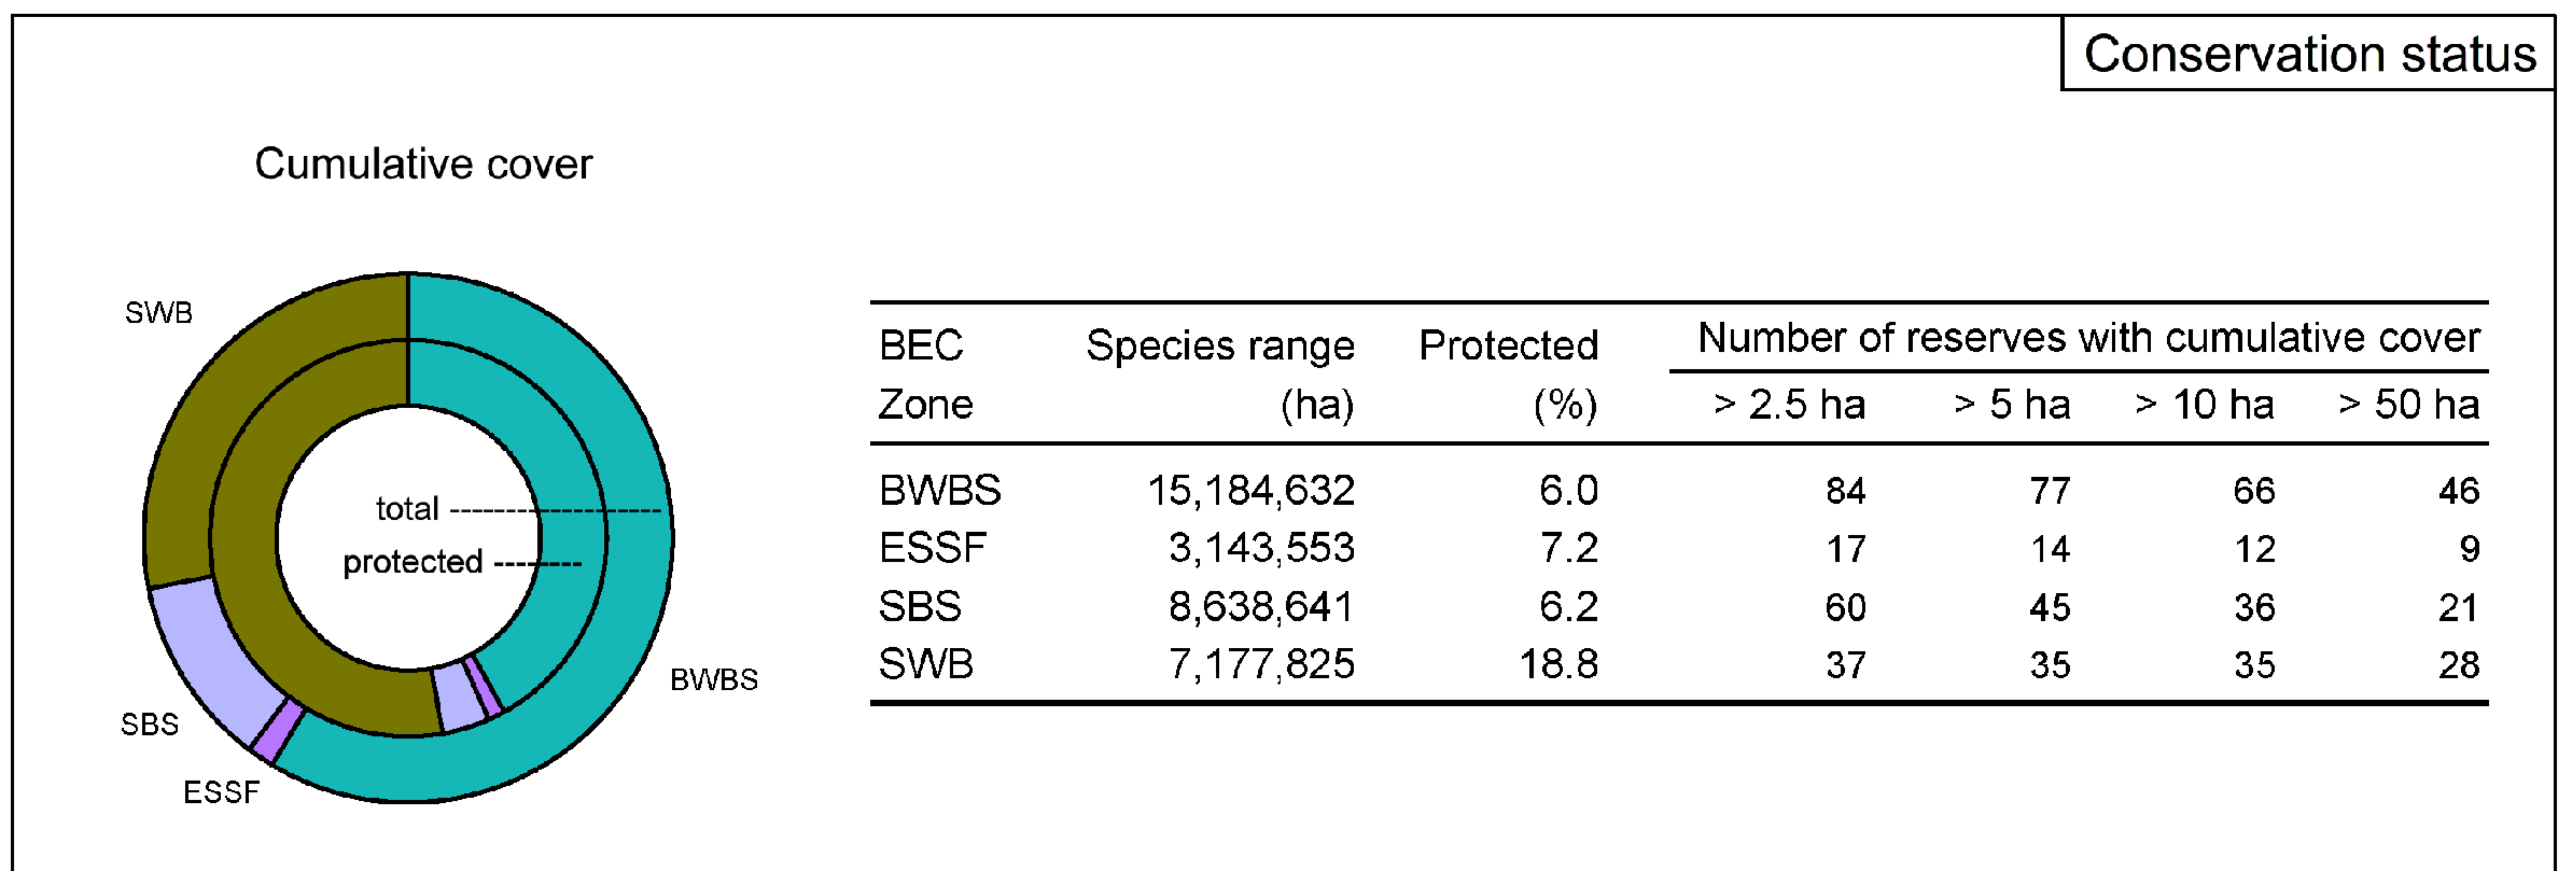 Conservation status
Cumulative cover
SWB
total
protected
BWBS
SBS
ESSF
BEC Species range Protected Number of reserves with cumulative cover
Zone (ha) (%) > 2.5 ha > 5 ha > 10 ha > 50 ha
BWBS 15,184,632 6.0 84 77 66 46
ESSF 3,143,553 7.2 17 14 12 9
SBS 8,638,641 6.2 60 45 36 21
SWB 7,177,825 18.8 37 35 35 28